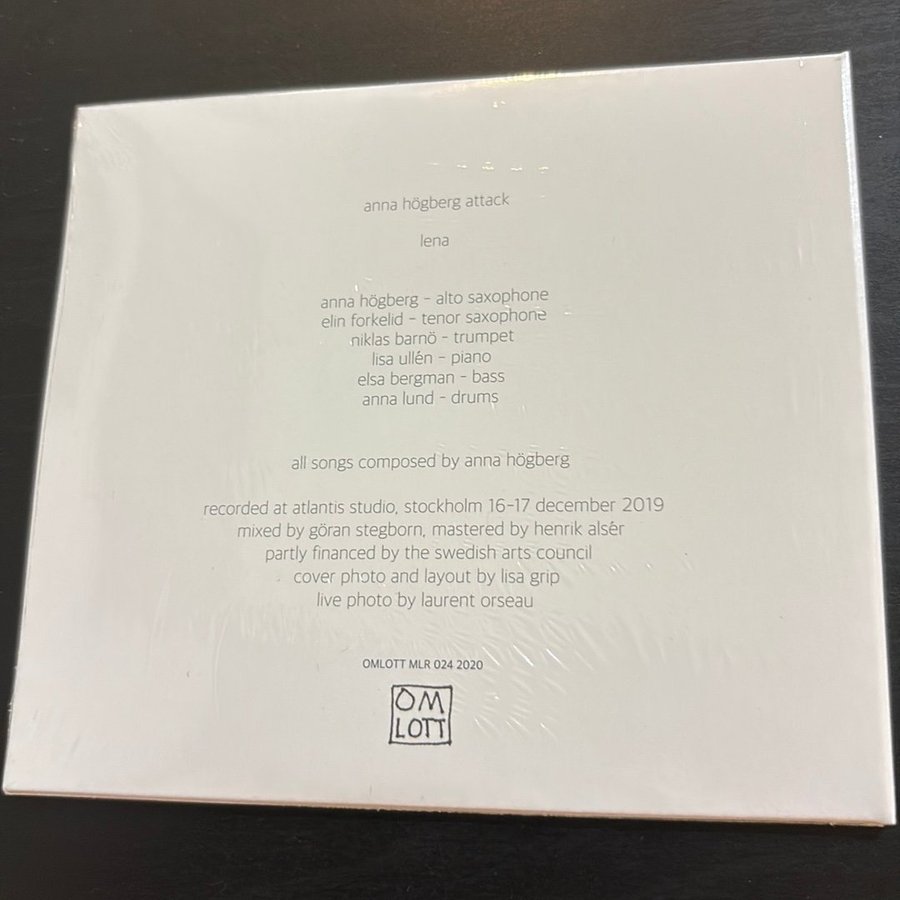 anna högberg attack
lena
anna högberg – alto saxophone
elin forkelid – tenor saxophone
niklas barnö – trumpet
lisa ullén – piano
elsa bergman – bass
anna lund – drums
all songs composed by anna högberg
recorded at atlantis studio, stockholm 16–17 december 2019
mixed by göran stegborn, mastered by henrik alsér
partly financed by the swedish arts council
cover photo and layout by lisa grip
live photo by laurent orseau
OMLOTT MLR 024 2020
OM
LOTT